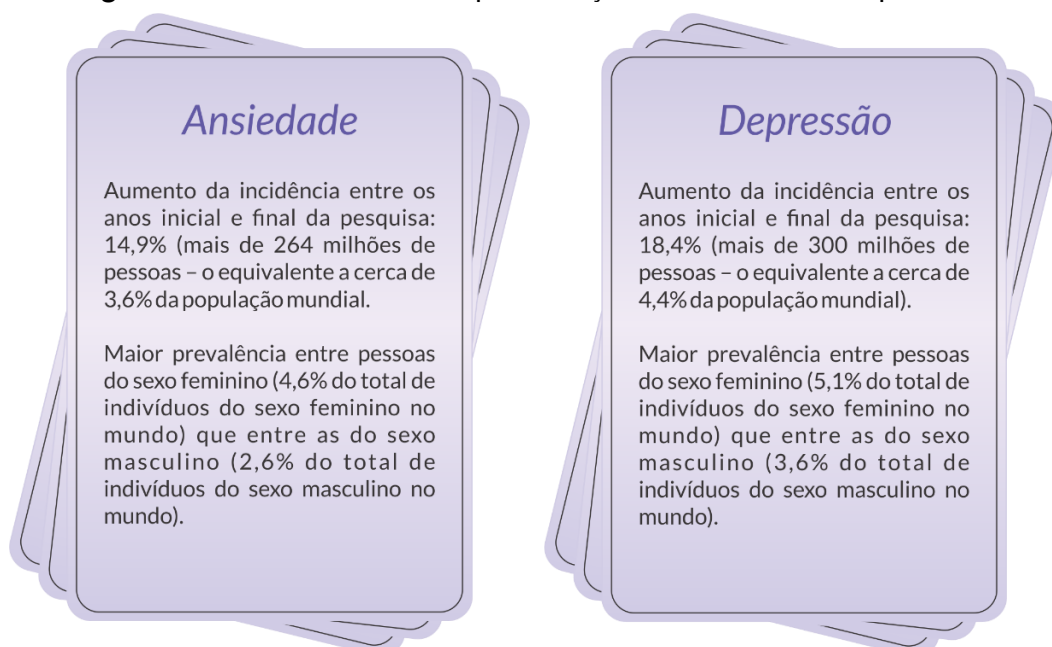 Ansiedade
Aumento da incidência entre os
anos inicial e final da pesquisa:
14,9% (mais de 264 milhões de
pessoas – o equivalente a cerca de
3,6% da população mundial.
Maior prevalência entre pessoas
do sexo feminino (4,6% do total de
indivíduos do sexo feminino no
mundo) que entre as do sexo
masculino (2,6% do total de
indivíduos do sexo masculino no
mundo).
Depressão
Aumento da incidência entre os
anos inicial e final da pesquisa:
18,4% (mais de 300 milhões de
pessoas – o equivalente a cerca de
4,4% da população mundial).
Maior prevalência entre pessoas
do sexo feminino (5,1% do total de
indivíduos do sexo feminino no
mundo) que entre as do sexo
masculino (3,6% do total de
indivíduos do sexo masculino no
mundo).